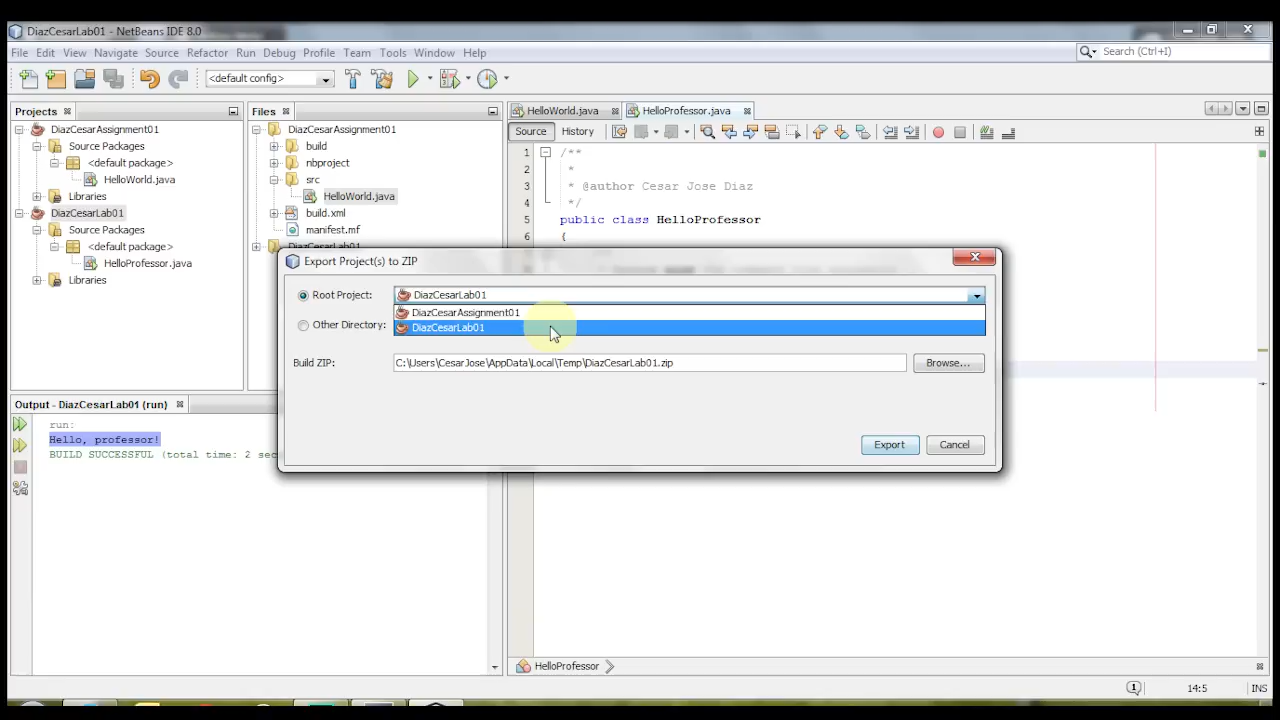 DiazCesarLab01 - NetBeans IDE 8.0
File Edit View Navigate Source Refactor Run Debug Profile Team Tools Window Help
Search (Ctrl+I)
<default config>
Projects
Files
HelloWorld.java
HelloProfessor.java
DiazCesarAssignment01
Source Packages
<default package>
HelloWorld.java
Libraries
DiazCesarLab01
Source Packages
<default package>
HelloProfessor.java
Libraries
DiazCesarAssignment01
build
nbproject
src
HelloWorld.java
build.xml
manifest.mf
DiazCesarLab01
Source History
1 /**
2 *
3 * @author Cesar Jose Diaz
4 */
5 public class HelloProfessor
6 {
Export Project(s) to ZIP
Root Project: DiazCesarLab01
DiazCesarAssignment01
DiazCesarLab01
Other Directory:
Build ZIP: C:\Users\CesarJose\AppData\Local\Temp\DiazCesarLab01.zip Browse...
Export Cancel
Output - DiazCesarLab01 (run)
run:
Hello, professor!
BUILD SUCCESSFUL (total time: 2
HelloProfessor
1 14:5 INS